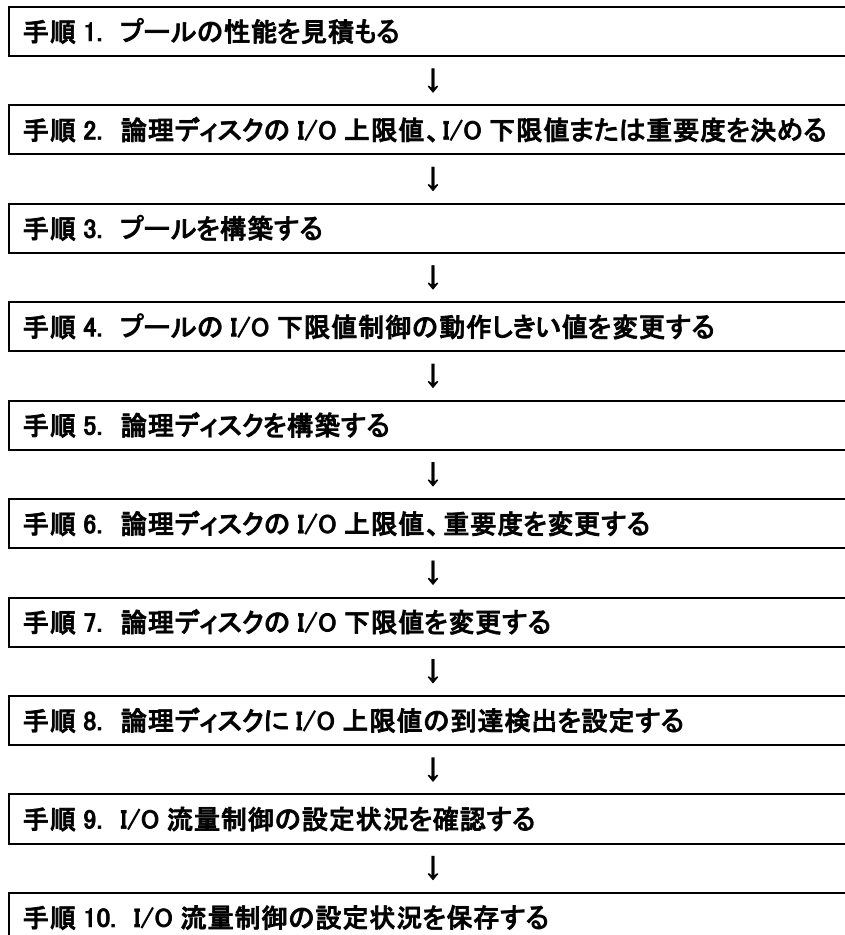 手順 1. プールの性能を見積もる
↓
手順 2. 論理ディスクの I/O 上限値、I/O 下限値または重要度を決める
↓
手順 3. プールを構築する
↓
手順 4. プールの I/O 下限値制御の動作しきい値を変更する
↓
手順 5. 論理ディスクを構築する
↓
手順 6. 論理ディスクの I/O 上限値、重要度を変更する
↓
手順 7. 論理ディスクの I/O 下限値を変更する
↓
手順 8. 論理ディスクに I/O 上限値の到達検出を設定する
↓
手順 9. I/O 流量制御の設定状況を確認する
↓
手順 10. I/O 流量制御の設定状況を保存する